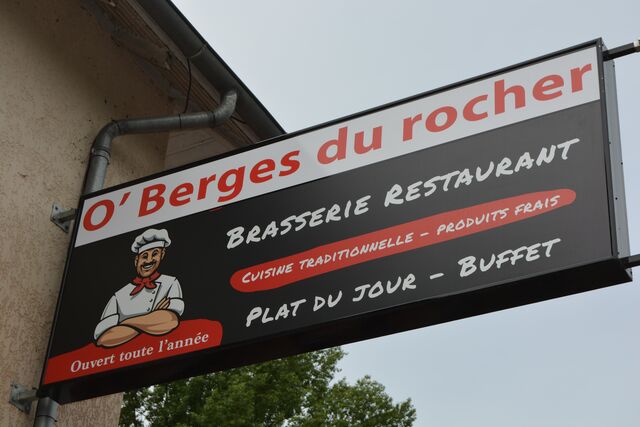 O' Berges du rocher
Brasserie Restaurant
Cuisine traditionnelle - produits frais
Plat du jour - Buffet
Ouvert toute l'année